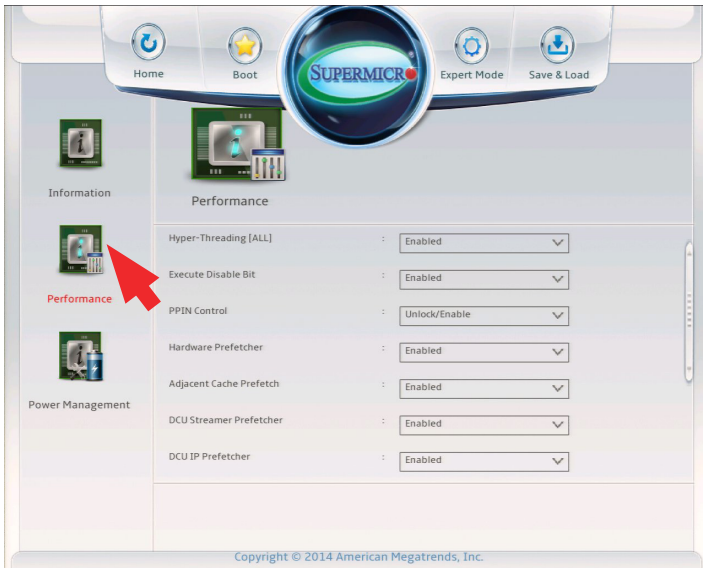 Home
Boot
SUPERMICRO
Expert Mode
Save & Load
Information
Performance
Power Management
Performance
Hyper-Threading [ALL] : Enabled
Execute Disable Bit : Enabled
PPIN Control : Unlock/Enable
Hardware Prefetcher : Enabled
Adjacent Cache Prefetch : Enabled
DCU Streamer Prefetcher : Enabled
DCU IP Prefetcher : Enabled
Copyright © 2014 American Megatrends, Inc.